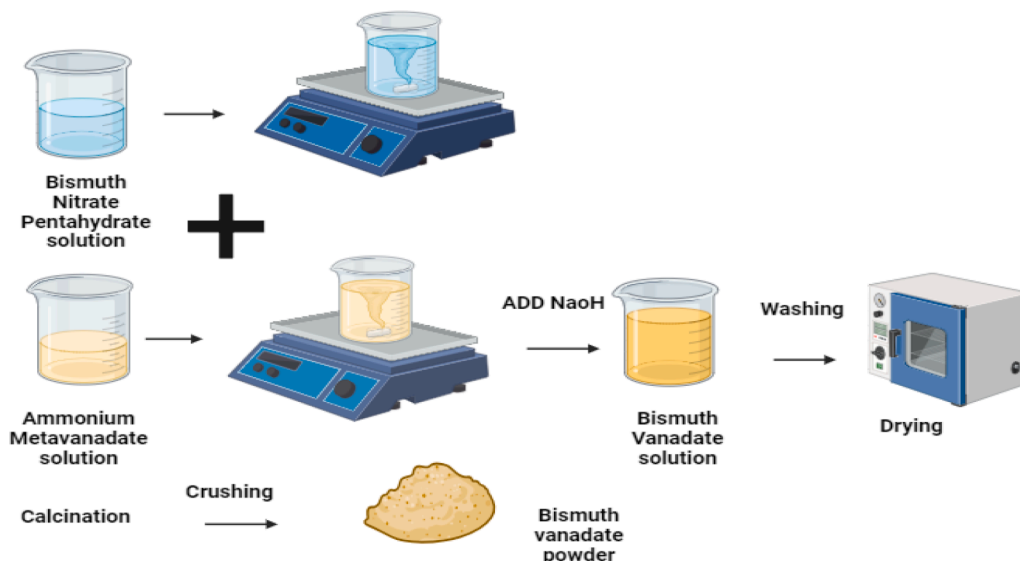 Bismuth
Nitrate
Pentahydrate
solution
ADD NaoH
Washing
Ammonium
Metavanadate
solution
Bismuth
Vanadate
solution
Drying
Calcination
Crushing
Bismuth
vanadate
powder